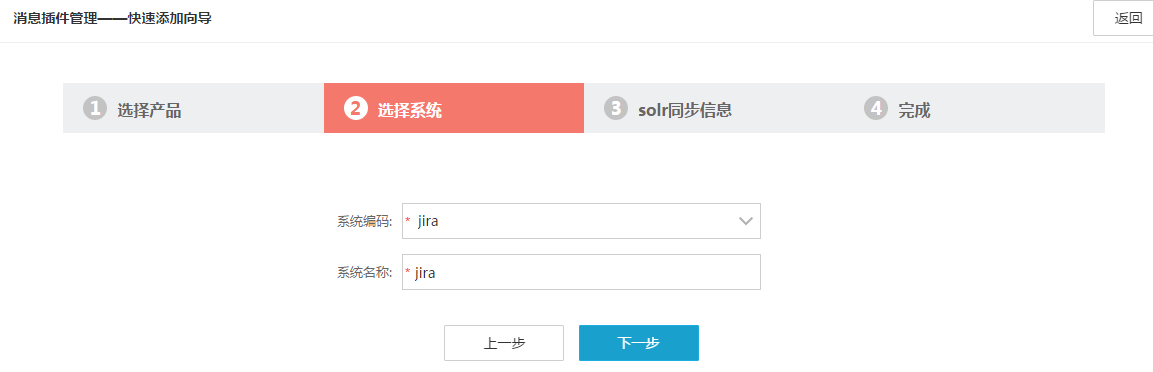 消息插件管理——快速添加向导
返回
1 选择产品 2 选择系统 3 solr同步信息 4 完成
系统编码: * jira
系统名称: * jira
上一步 下一步